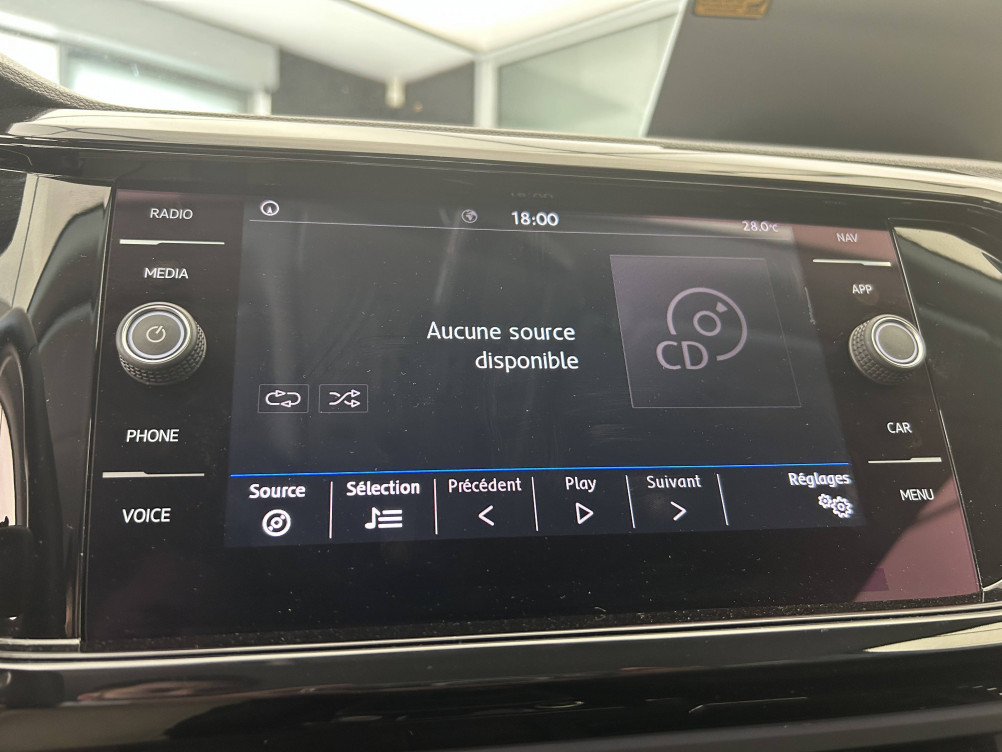 RADIO
MEDIA
PHONE
VOICE
18:00
28.0°C
Aucune source
disponible
CD
Source
Sélection
Précédent
Play
Suivant
Réglages
NAV
APP
CAR
MENU